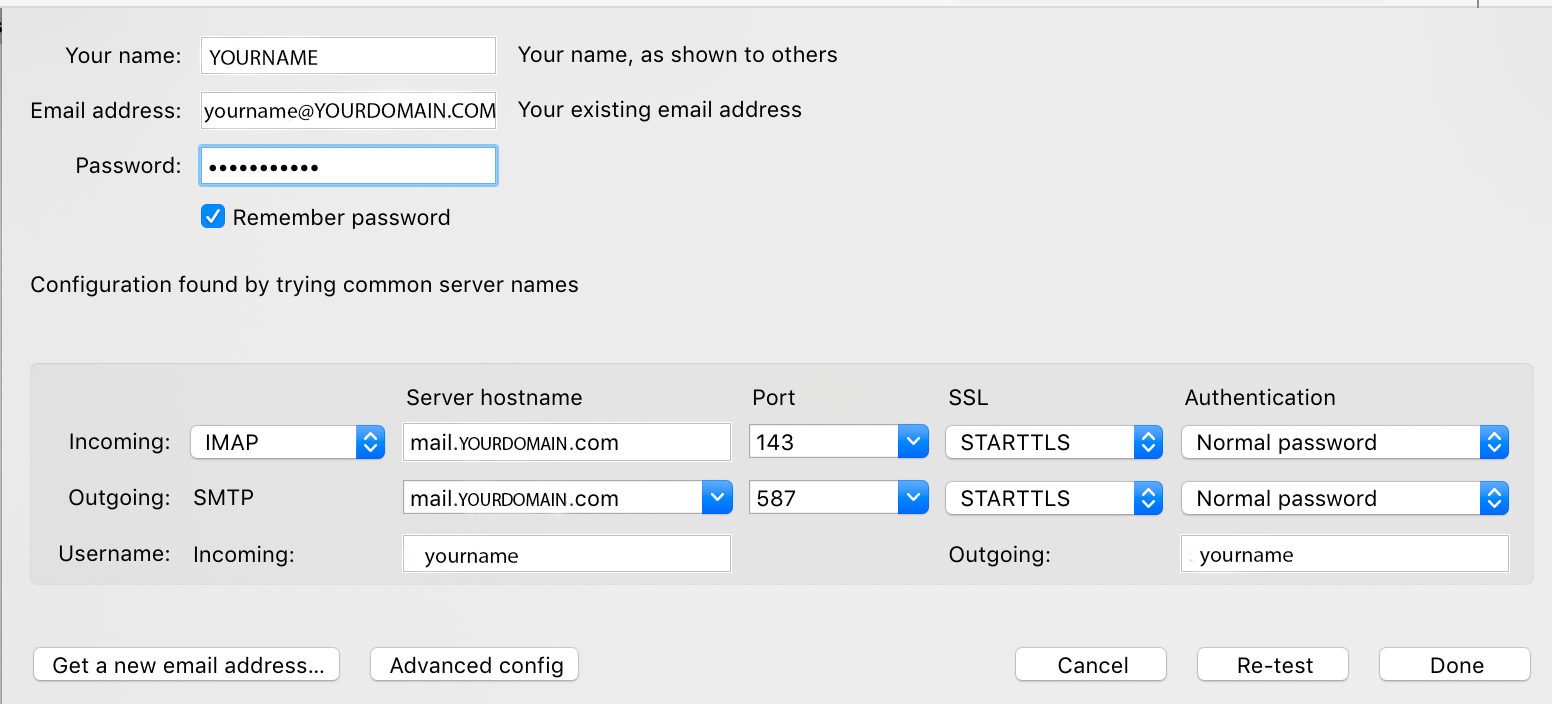 Your name: YOURNAME Your name, as shown to others
Email address: yourname@YOURDOMAIN.COM Your existing email address
Password: •••••••••••
Remember password
Configuration found by trying common server names
Server hostname Port SSL Authentication
Incoming: IMAP mail.YOURDOMAIN.com 143 STARTTLS Normal password
Outgoing: SMTP mail.YOURDOMAIN.com 587 STARTTLS Normal password
Username: Incoming: yourname Outgoing: yourname
Get a new email address... Advanced config Cancel Re-test Done